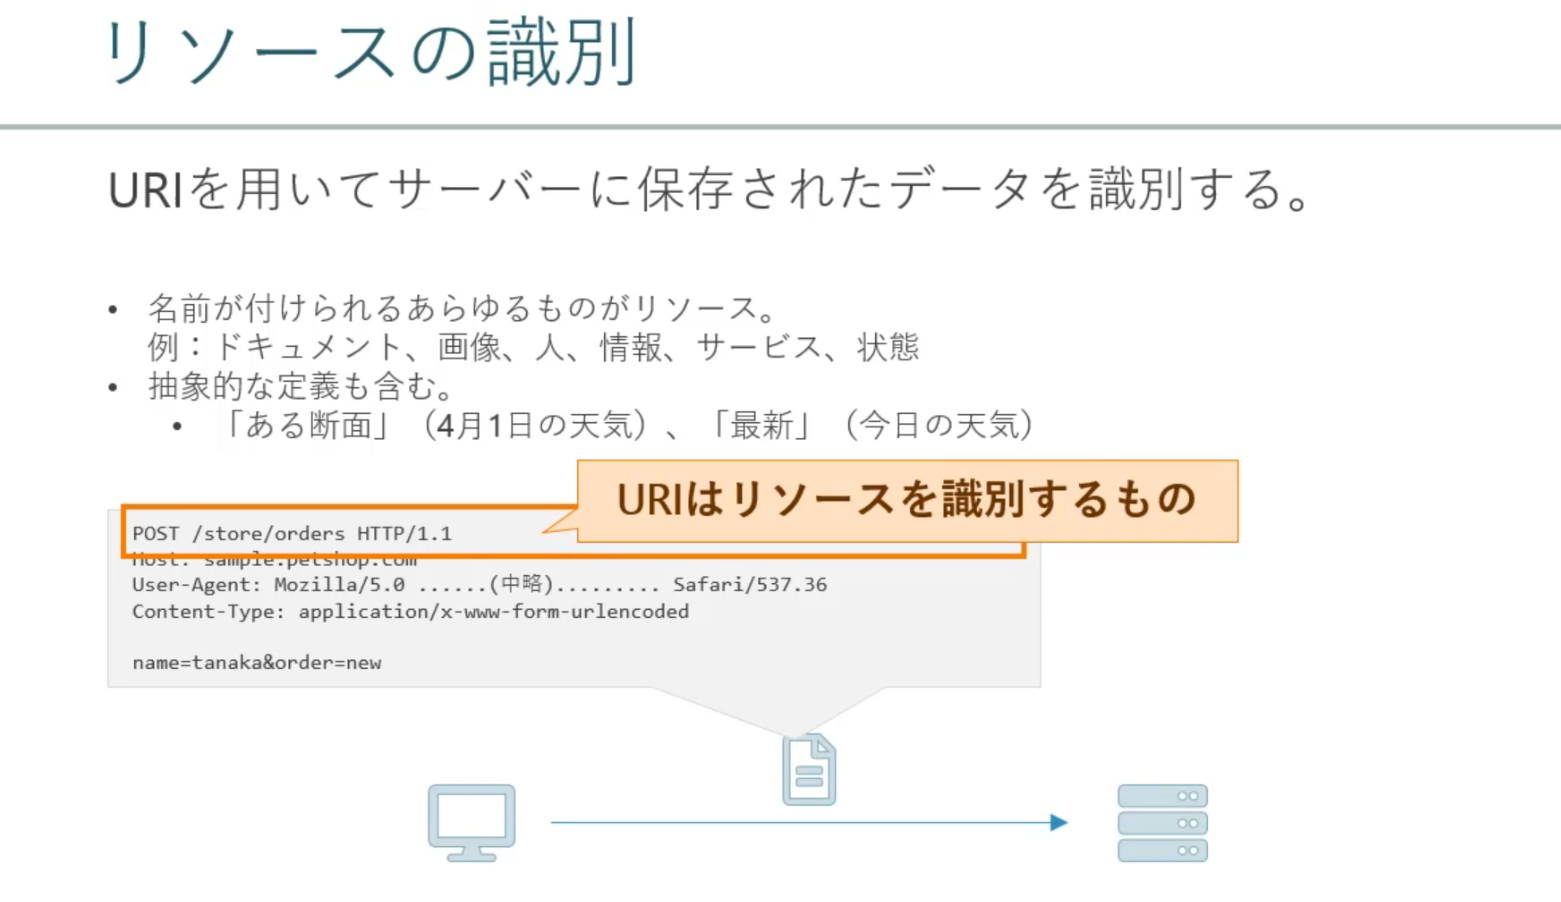 リソースの識別
URIを用いてサーバーに保存されたデータを識別する。
• 名前が付けられるあらゆるものがリソース。
例：ドキュメント、画像、人、情報、サービス、状態
• 抽象的な定義も含む。
• 「ある断面」（4月1日の天気）、「最新」（今日の天気）
URIはリソースを識別するもの
POST /store/orders HTTP/1.1
Host: sample.petshop.com
User-Agent: Mozilla/5.0 ......(中略)......... Safari/537.36
Content-Type: application/x-www-form-urlencoded
name=tanaka&order=new